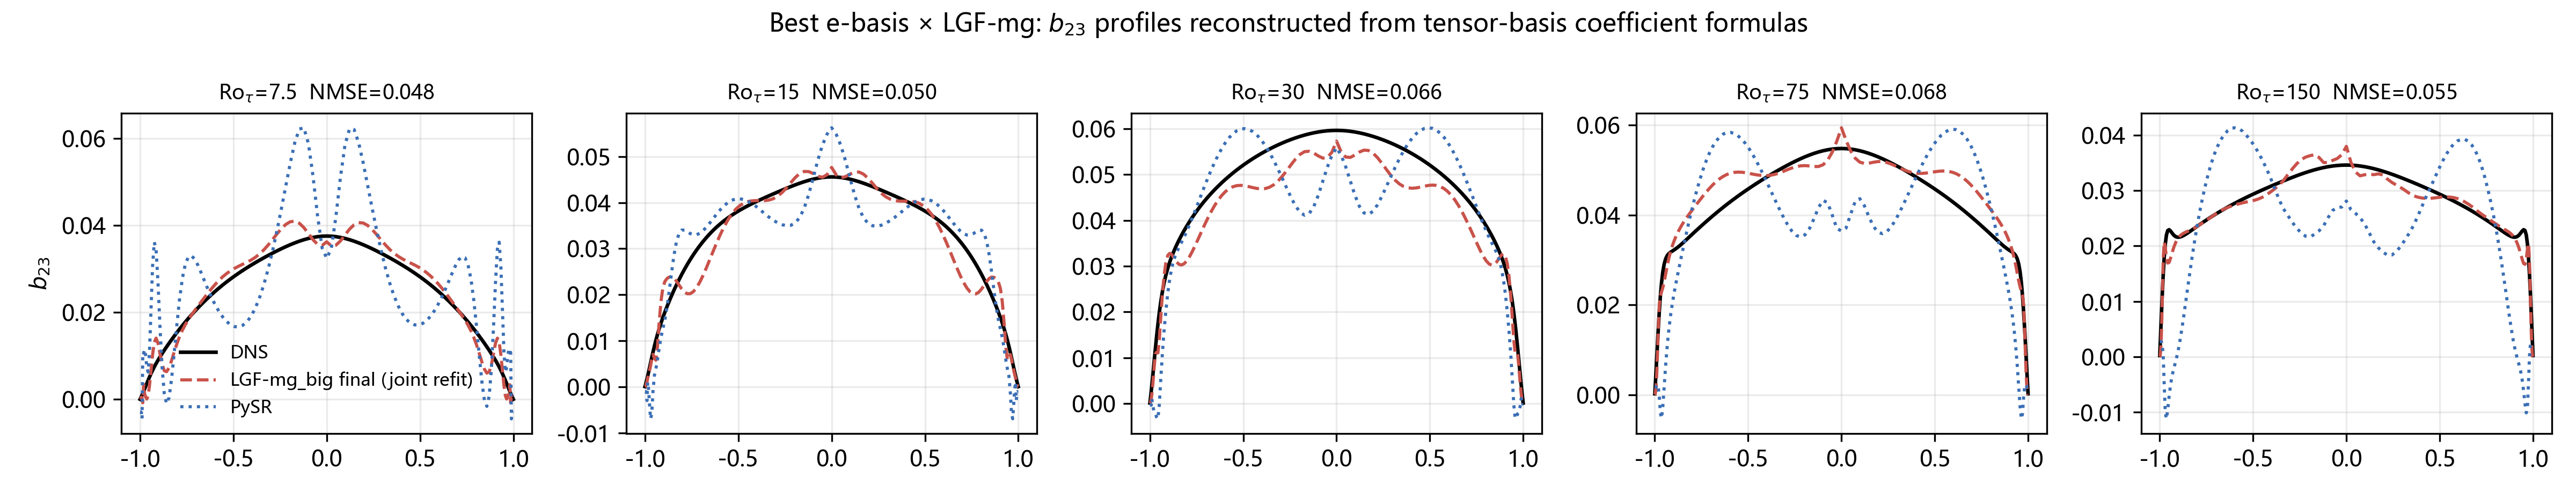 Best e-basis × LGF-mg: b₂₃ profiles reconstructed from tensor-basis coefficient formulas
Roτ=7.5 NMSE=0.048
b₂₃
0.06
0.04
0.02
0.00
-1.0 -0.5 0.0 0.5 1.0
DNS
LGF-mg_big final (joint refit)
PySR
Roτ=15 NMSE=0.050
0.05
0.04
0.03
0.02
0.01
0.00
-0.01
-1.0 -0.5 0.0 0.5 1.0
Roτ=30 NMSE=0.066
0.06
0.05
0.04
0.03
0.02
0.01
0.00
-1.0 -0.5 0.0 0.5 1.0
Roτ=75 NMSE=0.068
0.06
0.04
0.02
0.00
-1.0 -0.5 0.0 0.5 1.0
Roτ=150 NMSE=0.055
0.04
0.03
0.02
0.01
0.00
-0.01
-1.0 -0.5 0.0 0.5 1.0